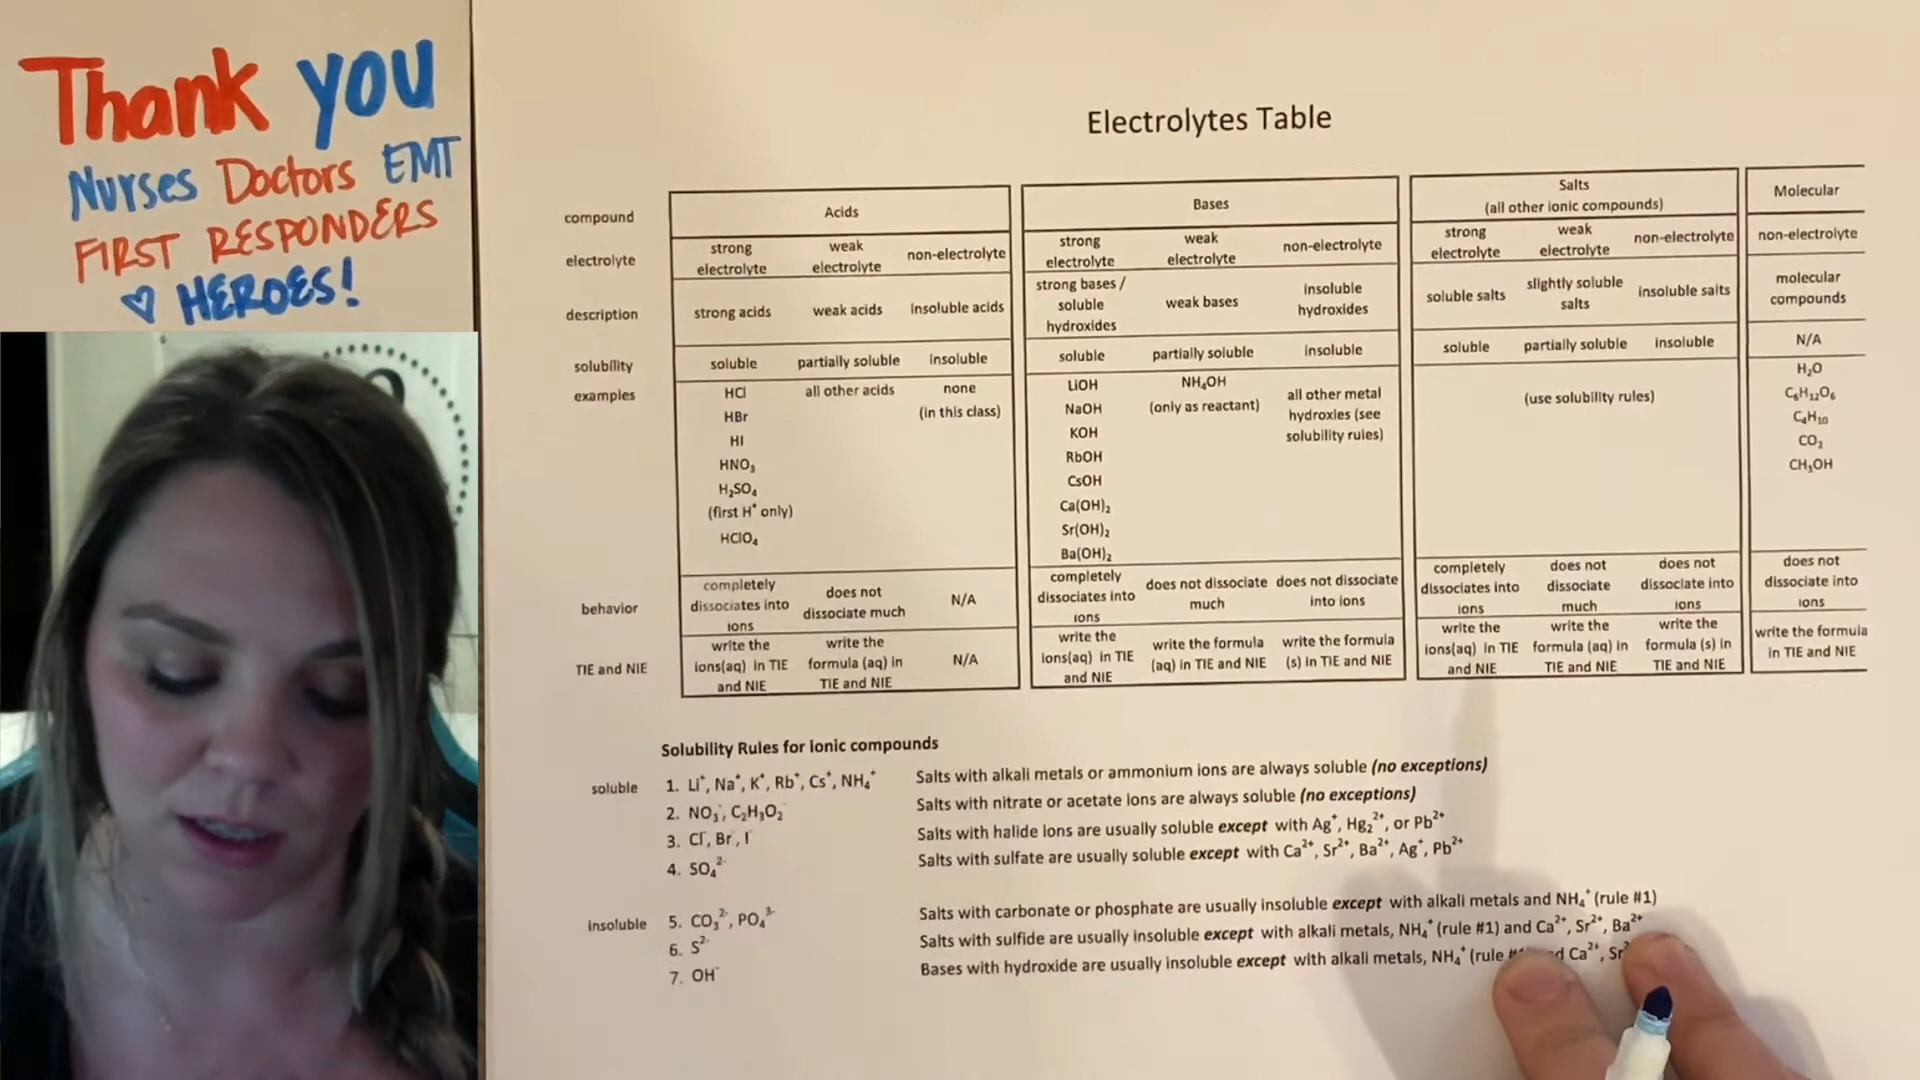 Thank you
Nurses Doctors EMT
FIRST RESPONDERS
♡ HEROES!
Electrolytes Table
compound
Acids
Bases
Salts
(all other ionic compounds)
Molecular
electrolyte
strong electrolyte
weak electrolyte
non-electrolyte
strong electrolyte
weak electrolyte
non-electrolyte
strong electrolyte
weak electrolyte
non-electrolyte
non-electrolyte
description
strong acids
weak acids
insoluble acids
strong bases /
soluble
hydroxides
weak bases
insoluble
hydroxides
soluble salts
slightly soluble
salts
insoluble salts
molecular
compounds
solubility
soluble
partially soluble
insoluble
soluble
partially soluble
insoluble
soluble
partially soluble
insoluble
N/A
examples
HCl
HBr
HI
HNO₃
H₂SO₄
(first H⁺ only)
HClO₄
all other acids
none
(in this class)
LiOH
NaOH
KOH
RbOH
CsOH
Ca(OH)₂
Sr(OH)₂
Ba(OH)₂
NH₄OH
(only as reactant)
all other metal
hydroxies (see
solubility rules)
(use solubility rules)
H₂O
C₆H₁₂O₆
C₄H₁₀
CO₂
CH₃OH
behavior
completely
dissociates into
ions
does not
dissociate much
N/A
completely
dissociates into
ions
does not dissociate
much
does not dissociate
into ions
completely
dissociates into
ions
does not
dissociate
much
does not
dissociate into
ions
does not
dissociate into
ions
TIE and NIE
write the
ions(aq) in TIE
and NIE
write the
formula (aq) in
TIE and NIE
N/A
write the
ions(aq) in TIE
and NIE
write the formula
(aq) in TIE and NIE
write the formula
(s) in TIE and NIE
write the
ions(aq) in TIE
and NIE
write the
formula (aq) in
TIE and NIE
write the
formula (s) in
TIE and NIE
write the formula
in TIE and NIE
Solubility Rules for Ionic compounds
soluble 1. Li⁺, Na⁺, K⁺, Rb⁺, Cs⁺, NH₄⁺ Salts with alkali metals or ammonium ions are always soluble (no exceptions)
2. NO₃⁻, C₂H₃O₂⁻ Salts with nitrate or acetate ions are always soluble (no exceptions)
3. Cl⁻, Br⁻, I⁻ Salts with halide ions are usually soluble except with Ag⁺, Hg₂²⁺, or Pb²⁺
4. SO₄²⁻ Salts with sulfate are usually soluble except with Ca²⁺, Sr²⁺, Ba²⁺, Ag⁺, Pb²⁺
insoluble 5. CO₃²⁻, PO₄³⁻ Salts with carbonate or phosphate are usually insoluble except with alkali metals and NH₄⁺ (rule #1)
6. S²⁻ Salts with sulfide are usually insoluble except with alkali metals, NH₄⁺ (rule #1) and Ca²⁺, Sr²⁺, Ba²⁺
7. OH⁻ Bases with hydroxide are usually insoluble except with alkali metals, NH₄⁺ (rule Ca²⁺,